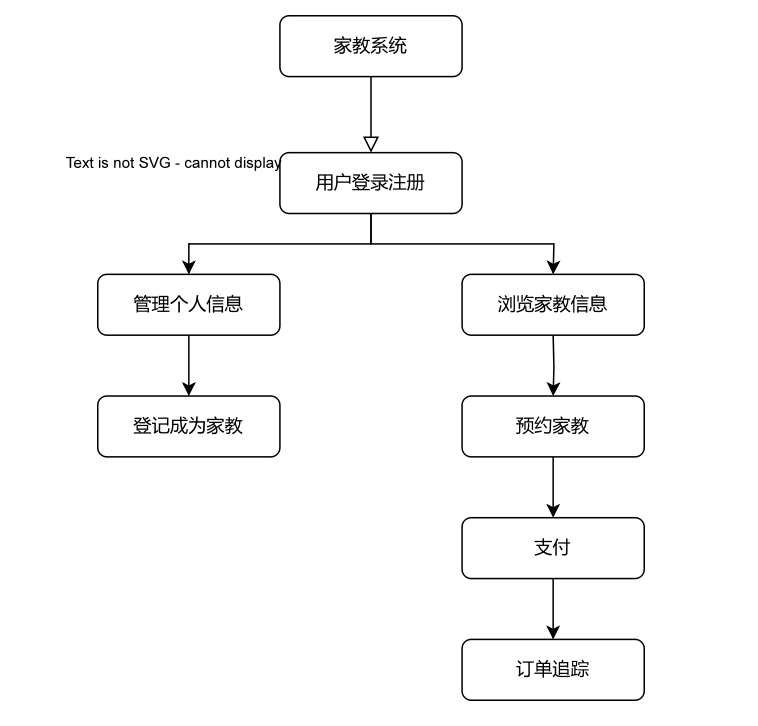 家教系统
Text is not SVG - cannot display
用户登录注册
管理个人信息
浏览家教信息
登记成为家教
预约家教
支付
订单追踪